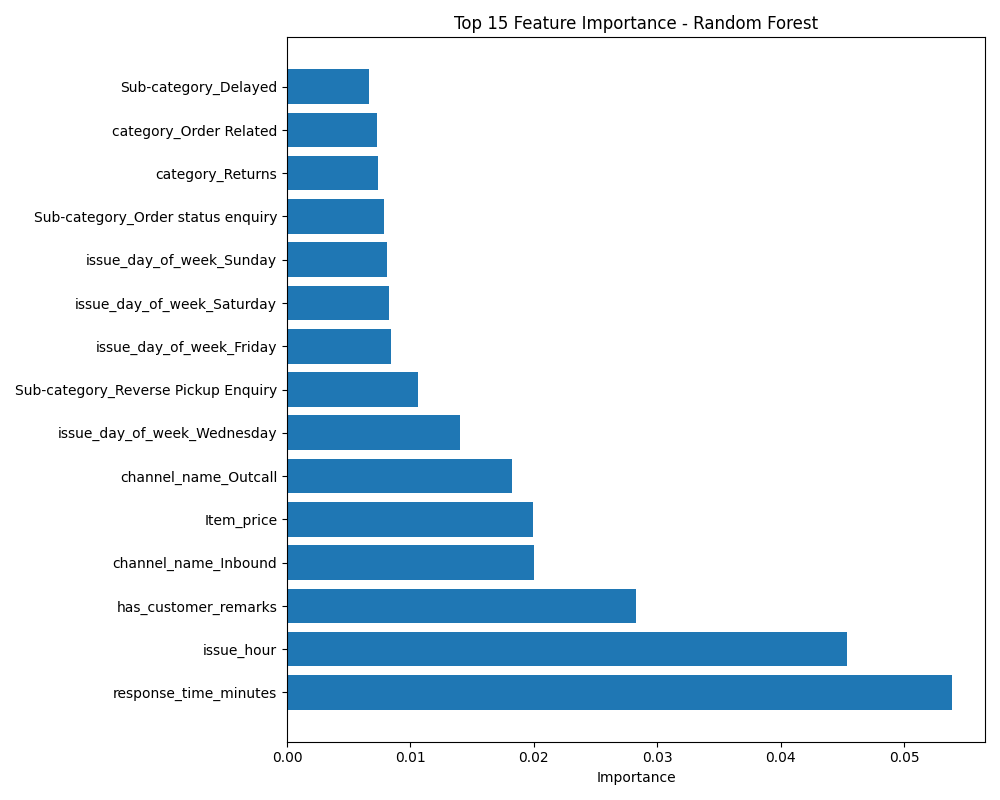 Top 15 Feature Importance - Random Forest
Sub-category_Delayed
category_Order Related
category_Returns
Sub-category_Order status enquiry
issue_day_of_week_Sunday
issue_day_of_week_Saturday
issue_day_of_week_Friday
Sub-category_Reverse Pickup Enquiry
issue_day_of_week_Wednesday
channel_name_Outcall
Item_price
channel_name_Inbound
has_customer_remarks
issue_hour
response_time_minutes
0.00 0.01 0.02 0.03 0.04 0.05
Importance